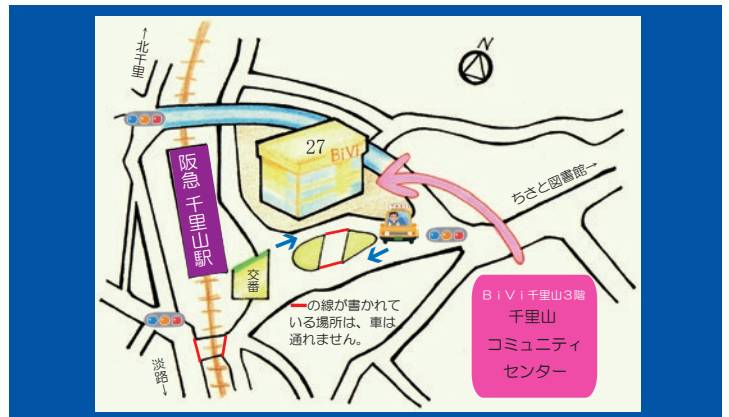 ←北千里
N
27
BiVi
阪急 千里山駅
ちさと図書館→
交番
ーの線が書かれて
いる場所は、車は
通れません。
BiVi千里山3階
千里山
コミュニティ
センター
淡路→